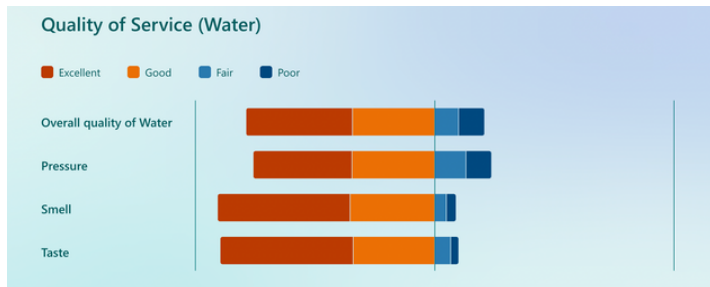 Quality of Service (Water)
Excellent Good Fair Poor
Overall quality of Water
Pressure
Smell
Taste